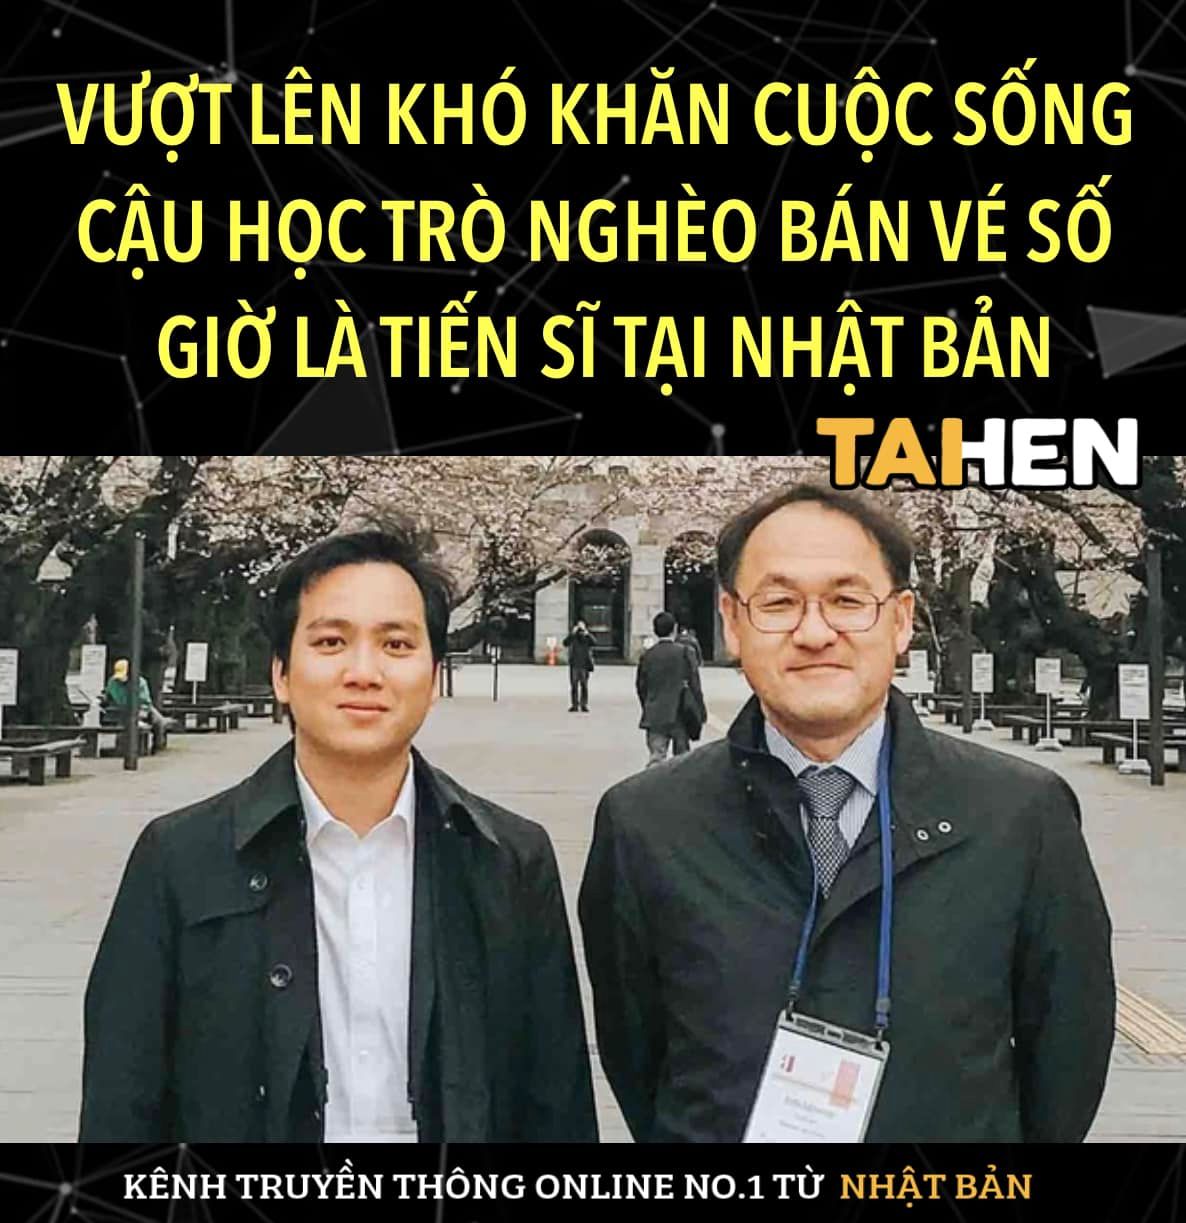 VƯỢT LÊN KHÓ KHĂN CUỘC SỐNG
CẬU HỌC TRÒ NGHÈO BÁN VÉ SỐ
GIỜ LÀ TIẾN SĨ TẠI NHẬT BẢN
TAHEN
KÊNH TRUYỀN THÔNG ONLINE NO.1 TỪ NHẬT BẢN